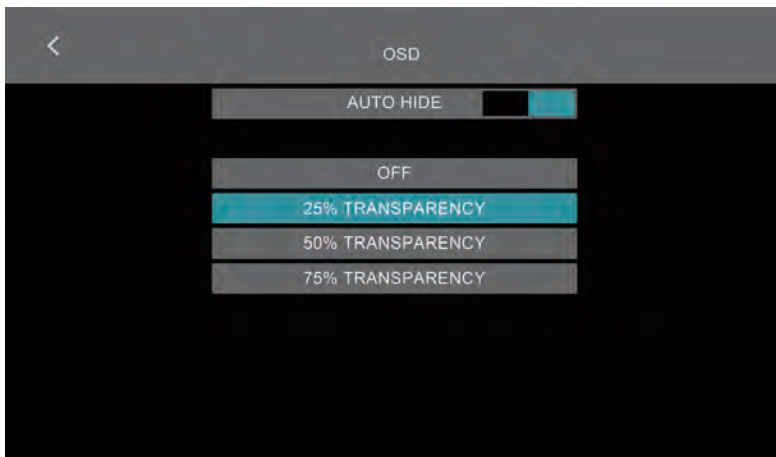 OSD
AUTO HIDE
OFF
25% TRANSPARENCY
50% TRANSPARENCY
75% TRANSPARENCY